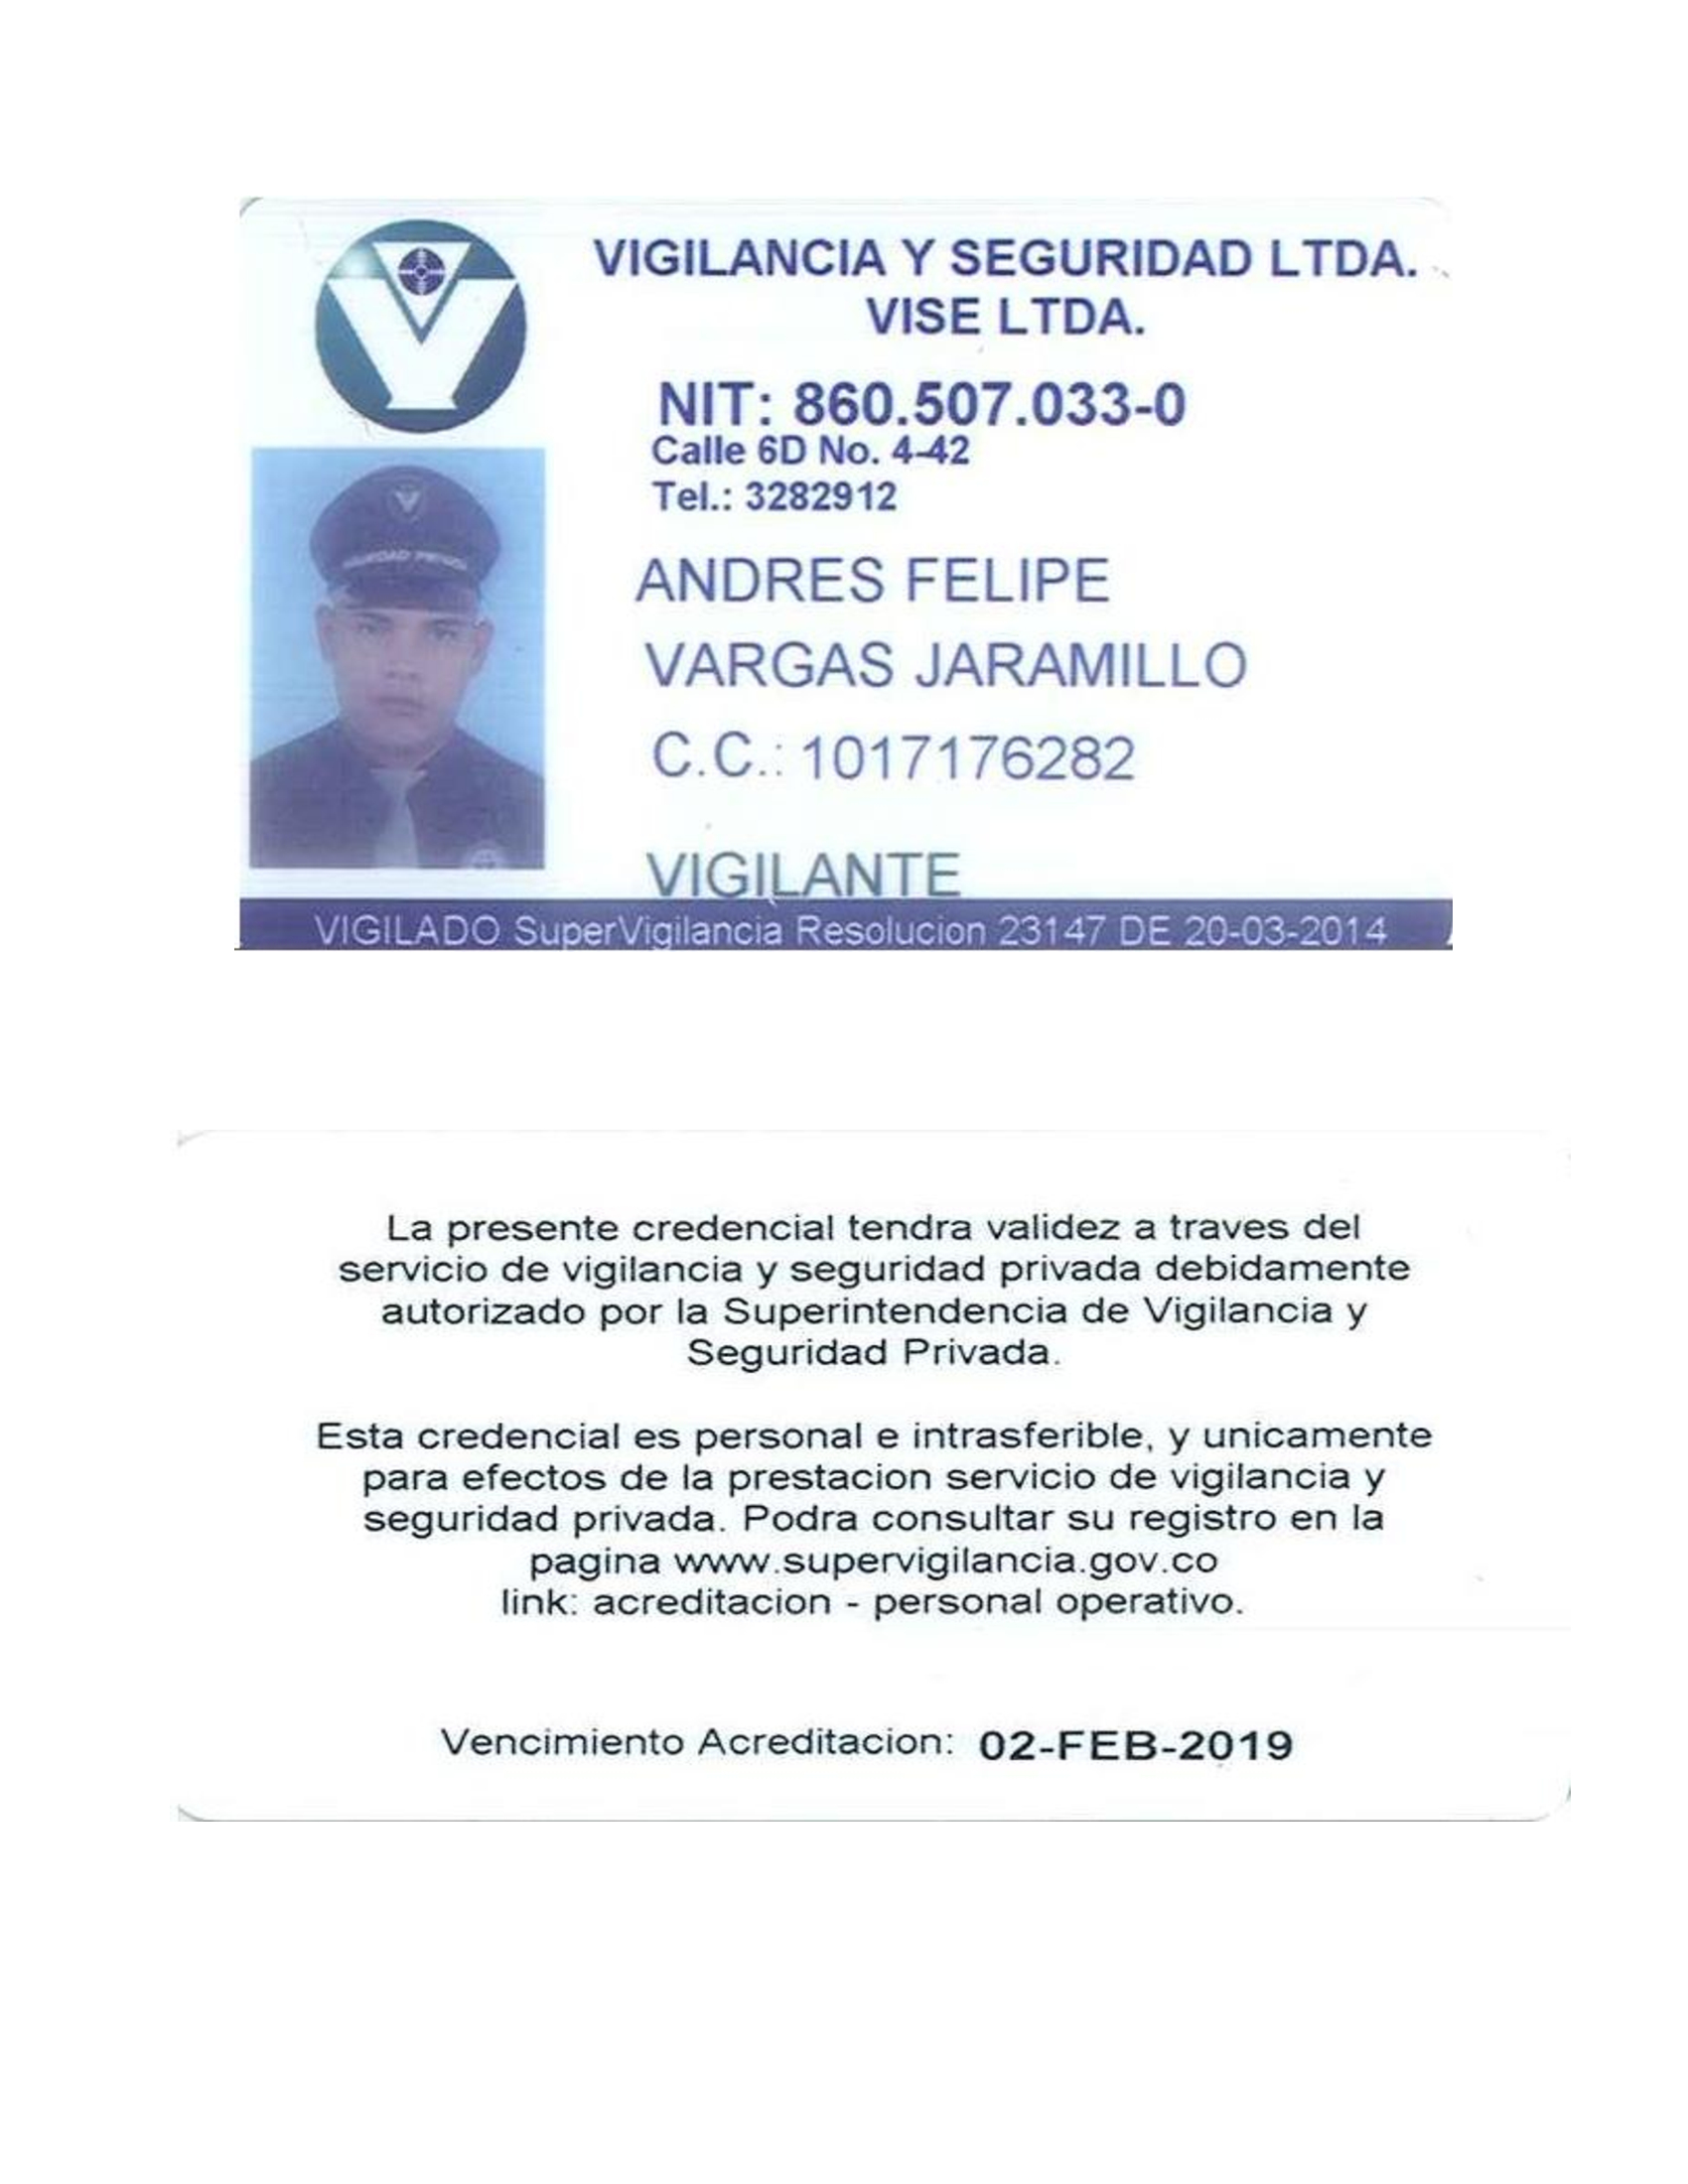 VIGILANCIA Y SEGURIDAD LTDA.
VISE LTDA.
NIT: 860.507.033-0
Calle 6D No. 4-42
Tel.: 3282912
ANDRES FELIPE
VARGAS JARAMILLO
C.C.: 1017176282
VIGILANTE
VIGILADO SuperVigilancia Resolucion 23147 DE 20-03-2014
La presente credencial tendra validez a traves del
servicio de vigilancia y seguridad privada debidamente
autorizado por la Superintendencia de Vigilancia y
Seguridad Privada.
Esta credencial es personal e intrasferible, y unicamente
para efectos de la prestacion servicio de vigilancia y
seguridad privada. Podra consultar su registro en la
pagina www.supervigilancia.gov.co
link: acreditacion - personal operativo.
Vencimiento Acreditacion: 02-FEB-2019